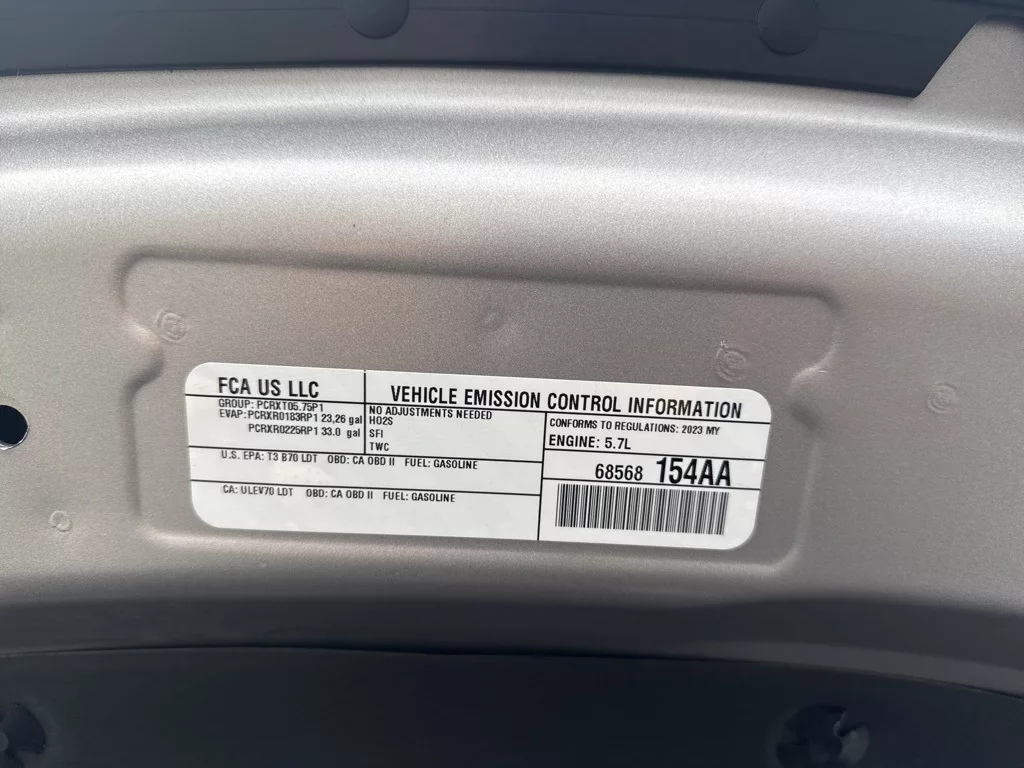 FCA US LLC
VEHICLE EMISSION CONTROL INFORMATION
GROUP: PCRXT05.75P1
EVAP: PCRXR0183RP1 23,26 gal
PCRXR0225RP1 33.0 gal
NO ADJUSTMENTS NEEDED
HO2S
SFI
TWC
CONFORMS TO REGULATIONS: 2023 MY
ENGINE: 5.7L
U.S. EPA: T3 B70 LDT OBD: CA OBD II FUEL: GASOLINE
68568 154AA
CA: ULEV70 LDT OBD: CA OBD II FUEL: GASOLINE